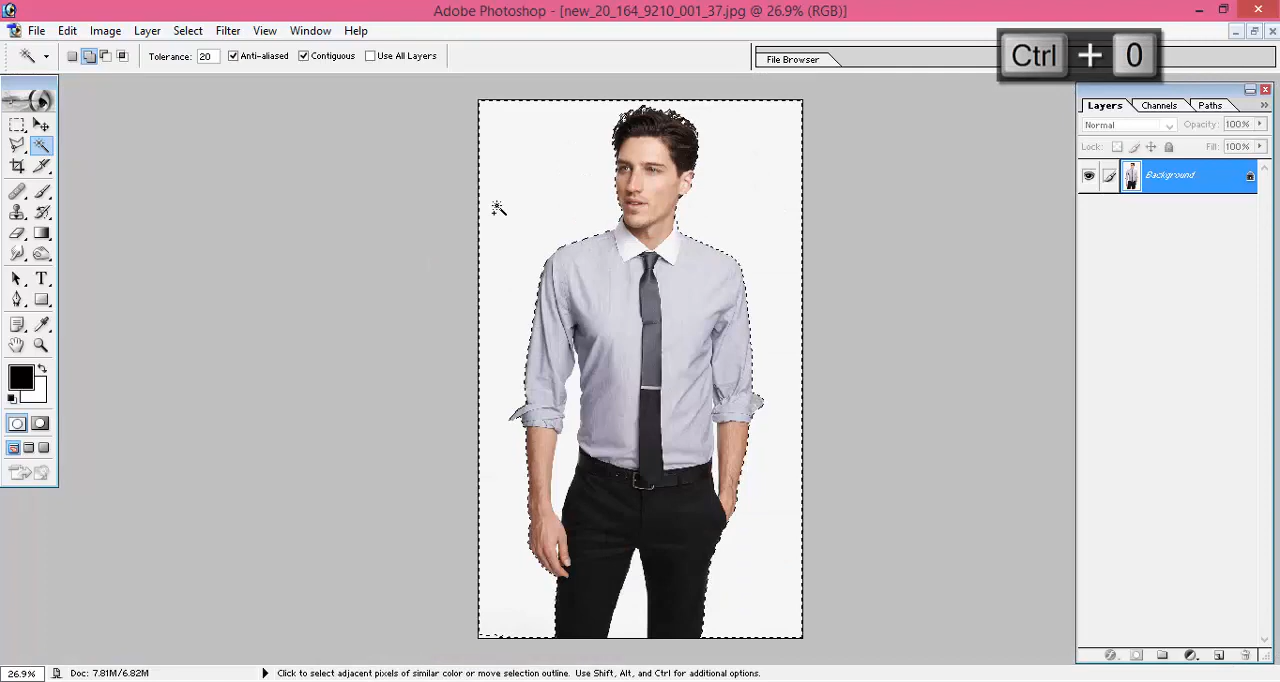 Adobe Photoshop - [new_20_164_9210_001_37.jpg @ 26.9% (RGB)]
File Edit Image Layer Select Filter View Window Help
Tolerance: 20 Anti-aliased Contiguous Use All Layers
File Browser
Ctrl + 0
Layers Channels Paths
Normal Opacity: 100%
Lock: Fill: 100%
Background
T
26.9% Doc: 7.81M/6.82M Click to select adjacent pixels of similar color or move selection outline. Use Shift, Alt, and Ctrl for additional options.